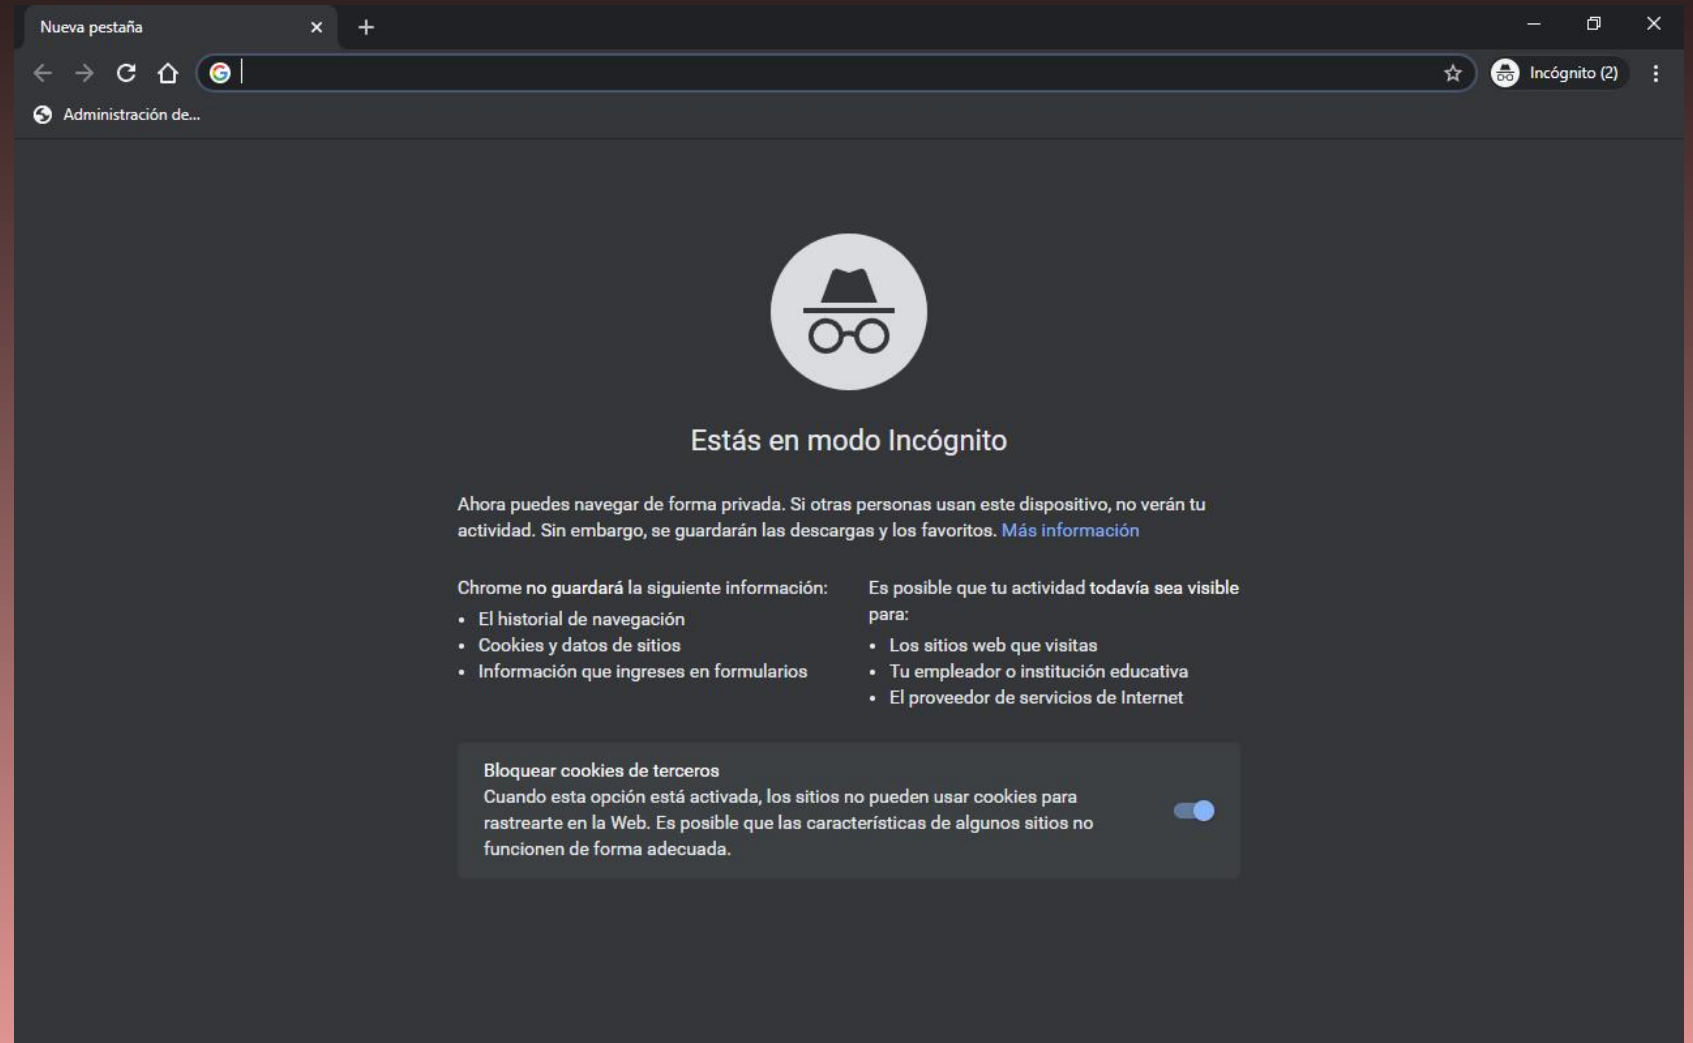 Nueva pestaña
Incógnito (2)
Administración de...
Estás en modo Incógnito
Ahora puedes navegar de forma privada. Si otras personas usan este dispositivo, no verán tu
actividad. Sin embargo, se guardarán las descargas y los favoritos. Más información
Chrome no guardará la siguiente información:
El historial de navegación
Cookies y datos de sitios
Información que ingreses en formularios
Es posible que tu actividad todavía sea visible
para:
Los sitios web que visitas
Tu empleador o institución educativa
El proveedor de servicios de Internet
Bloquear cookies de terceros
Cuando esta opción está activada, los sitios no pueden usar cookies para
rastrearte en la Web. Es posible que las características de algunos sitios no
funcionen de forma adecuada.